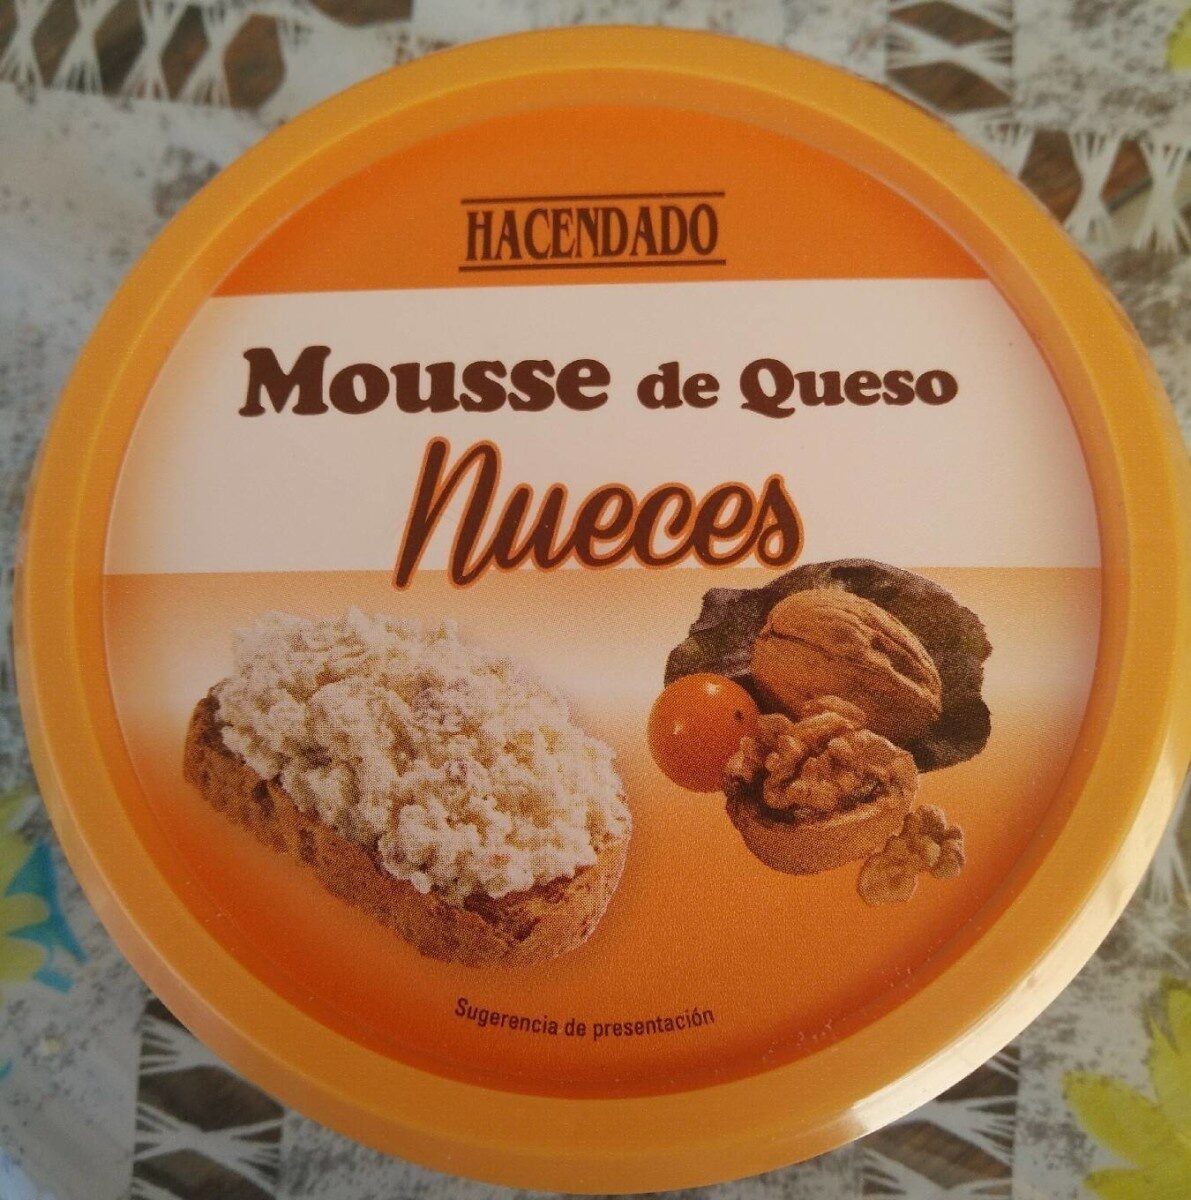 HACENDADO
Mousse de Queso
Nueces
Sugerencia de presentación